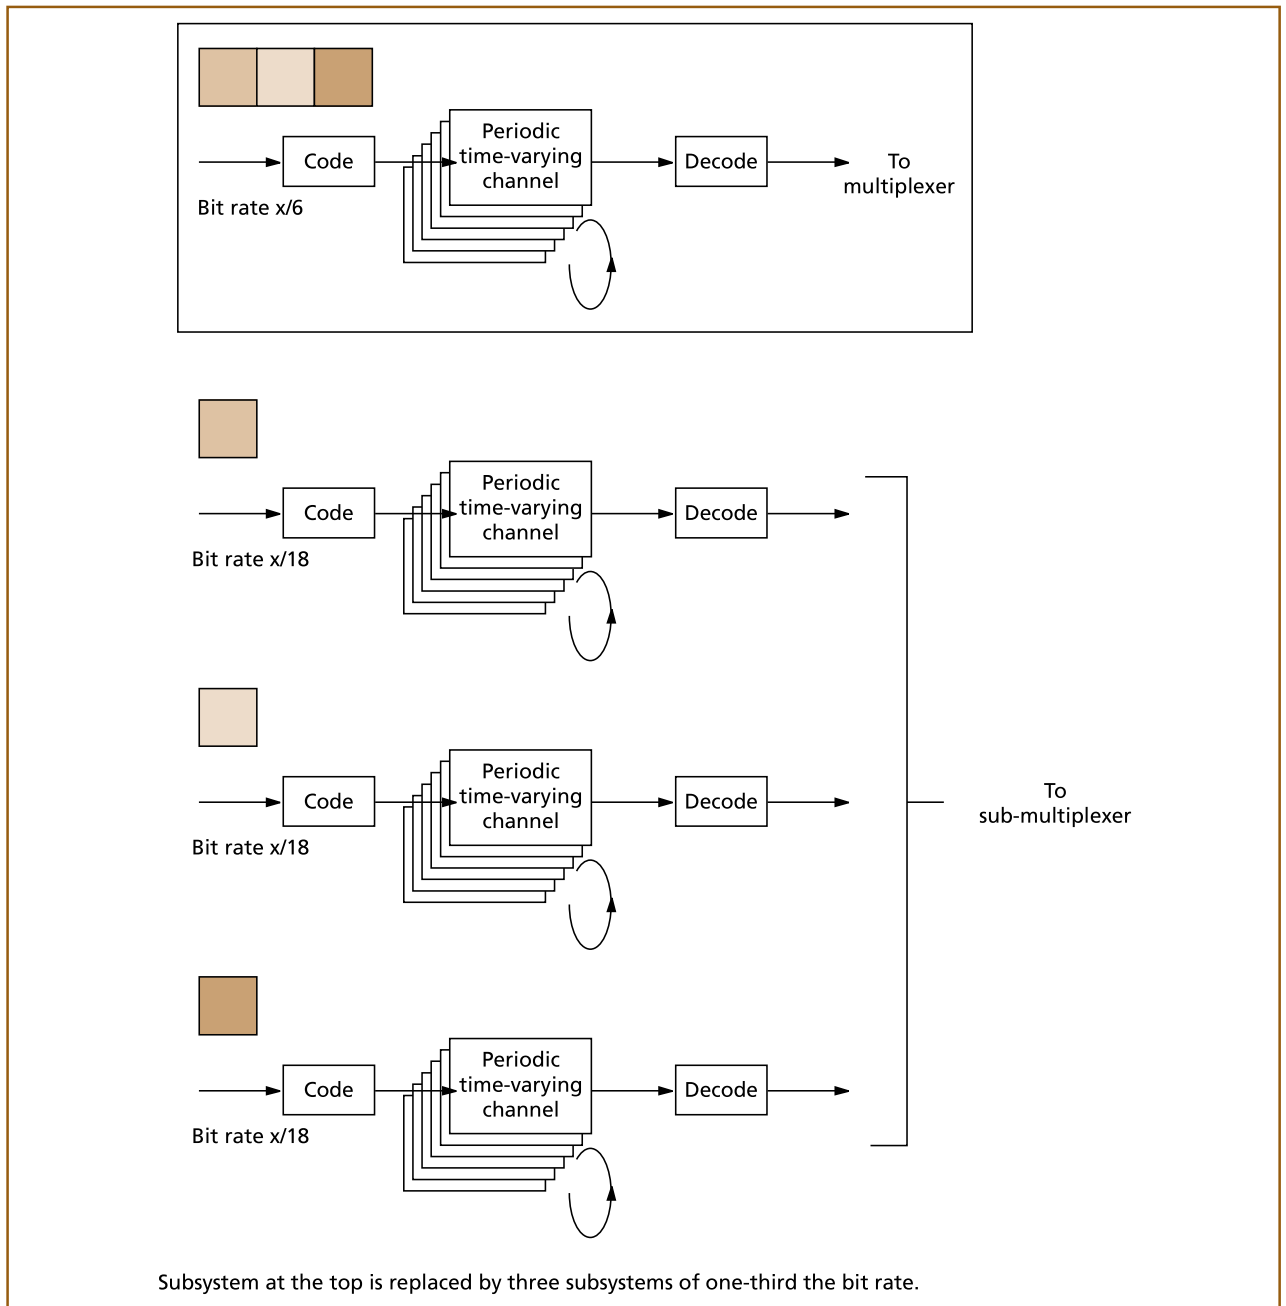 Periodic
time-varying
channel
Code
Decode
To
multiplexer
Bit rate x/6
Periodic
time-varying
channel
Code
Decode
Bit rate x/18
Periodic
time-varying
channel
Code
Decode
To
sub-multiplexer
Bit rate x/18
Periodic
time-varying
channel
Code
Decode
Bit rate x/18
Subsystem at the top is replaced by three subsystems of one-third the bit rate.